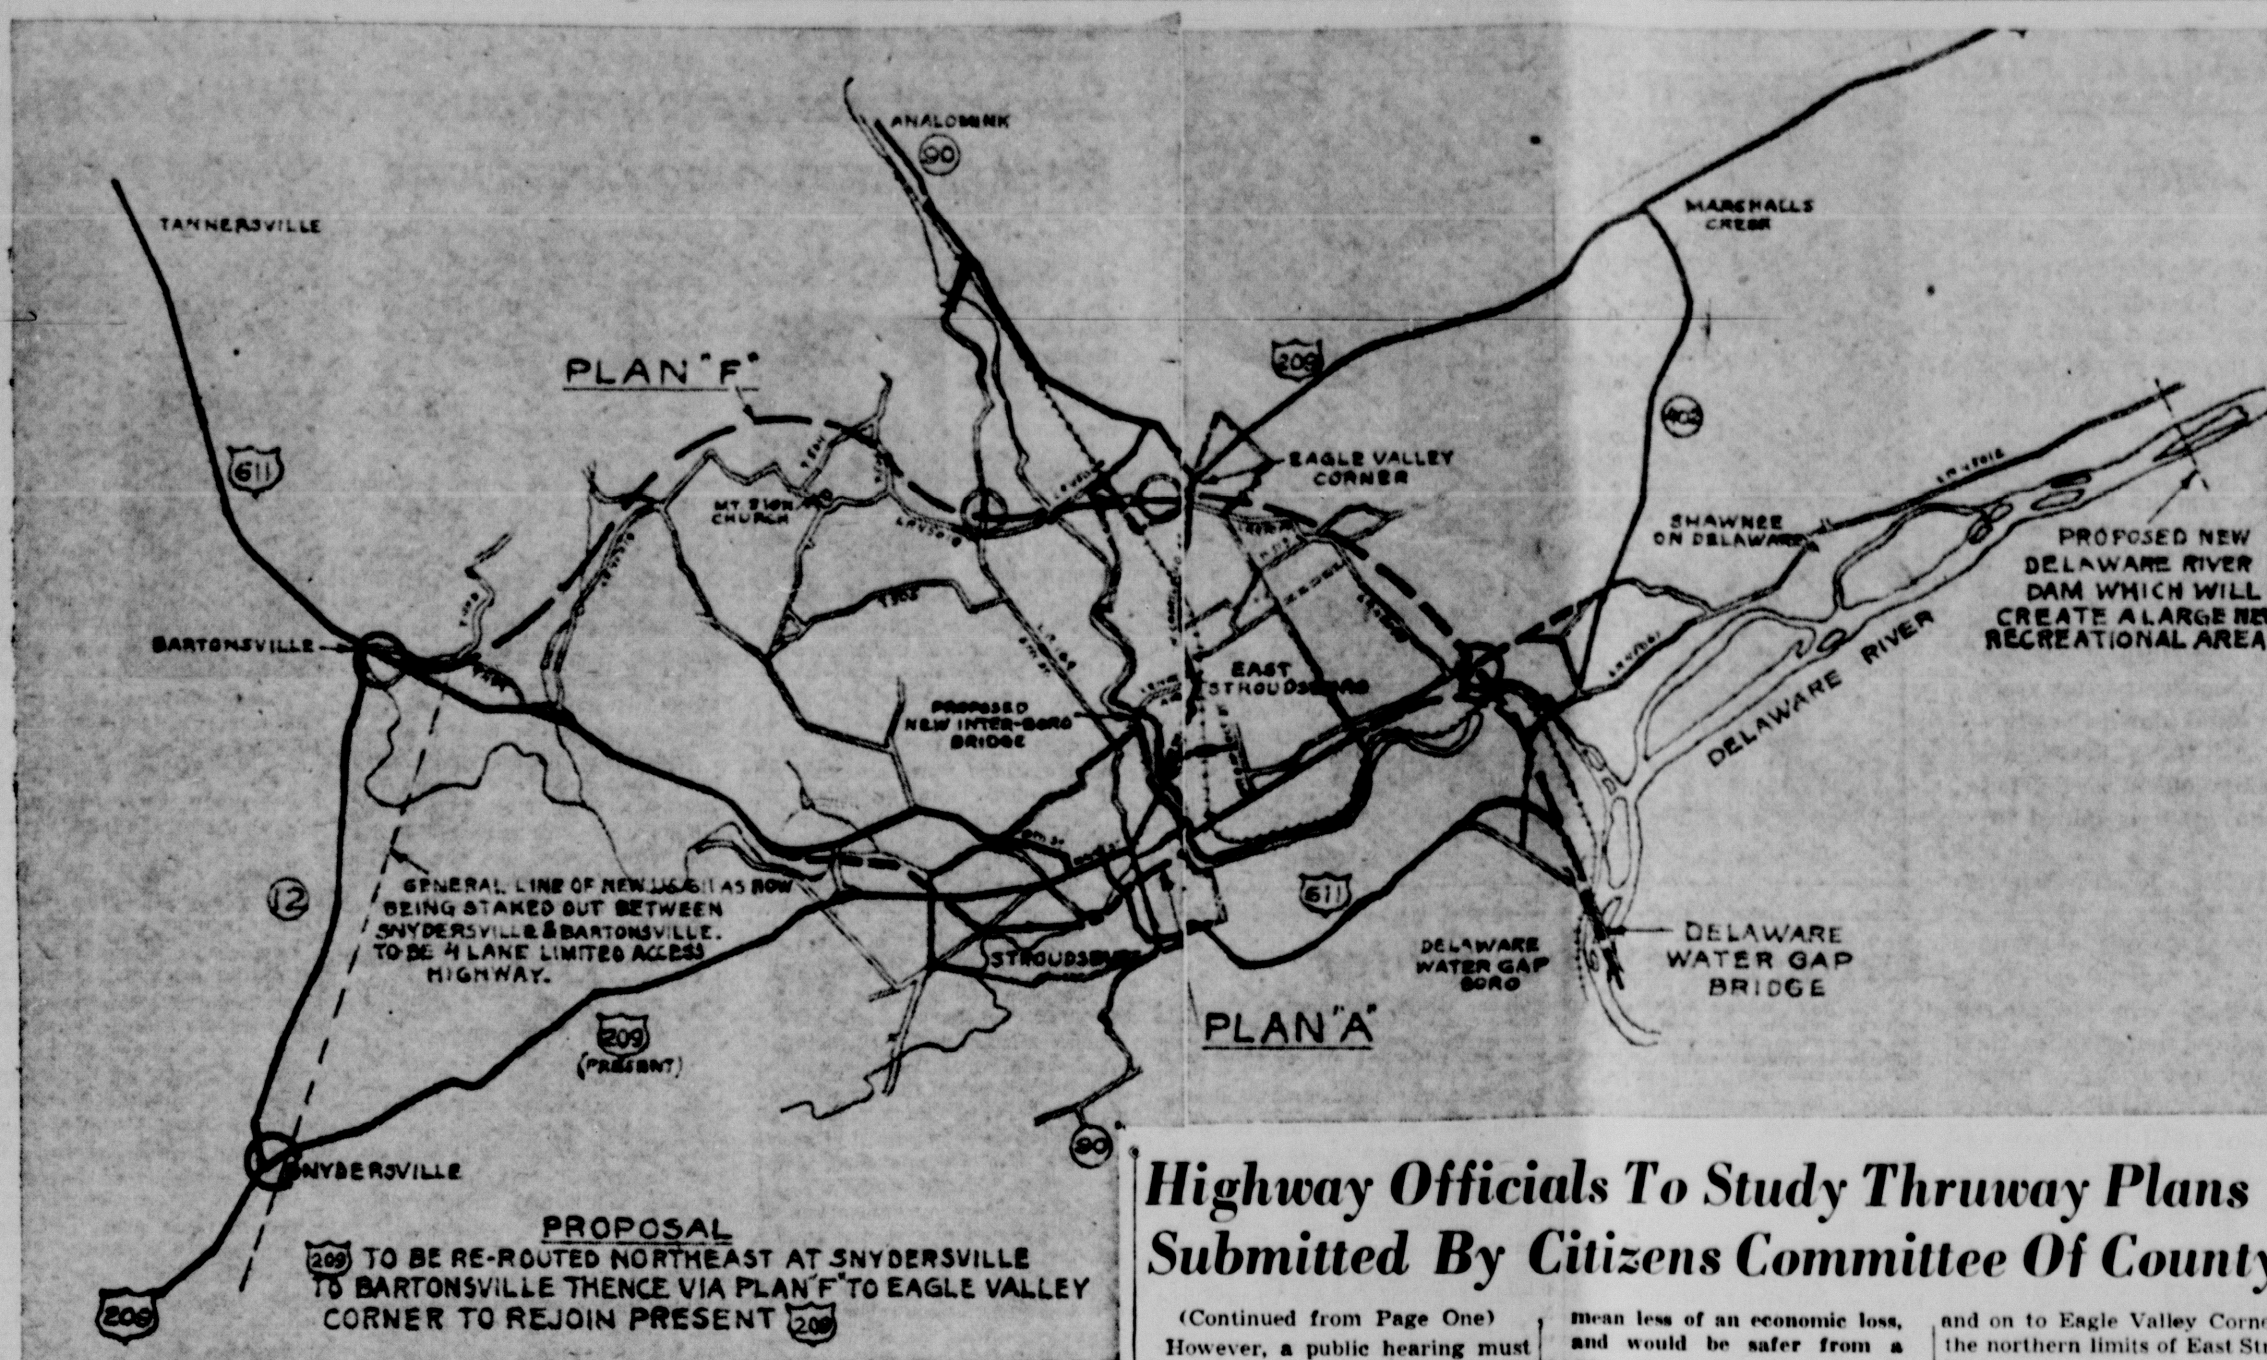 ANALOMINK
90
TANNERSVILLE
MARSHALLS
CREEK
PLAN "F"
209
402
611
EAGLE VALLEY
CORNER
MT. ZION
CHURCH
SHAWNEE
ON DELAWARE
PROPOSED NEW
DELAWARE RIVER
DAM WHICH WILL
CREATE A LARGE NEW
RECREATIONAL AREA
BARTONSVILLE
EAST
STROUDSBURG
DELAWARE RIVER
PROPOSED
NEW INTER-BORO
BRIDGE
12
GENERAL LINE OF NEW U.S. 611 AS NOW
BEING STAKED OUT BETWEEN
SNYDERSVILLE & BARTONSVILLE.
TO BE 4 LANE LIMITED ACCESS
HIGHWAY.
611
STROUDSBURG
DELAWARE
WATER GAP
BORO
DELAWARE
WATER GAP
BRIDGE
209
(PRESENT)
PLAN "A"
90
SNYDERSVILLE
PROPOSAL
209 TO BE RE-ROUTED NORTHEAST AT SNYDERSVILLE
TO BARTONSVILLE THENCE VIA PLAN "F" TO EAGLE VALLEY
CORNER TO REJOIN PRESENT 209
209
Highway Officials To Study Thruway Plans
Submitted By Citizens Committee Of County
(Continued from Page One)
However, a public hearing must
mean less of an economic loss,
and would be safer from a
and on to Eagle Valley Corne
the northern limits of East St